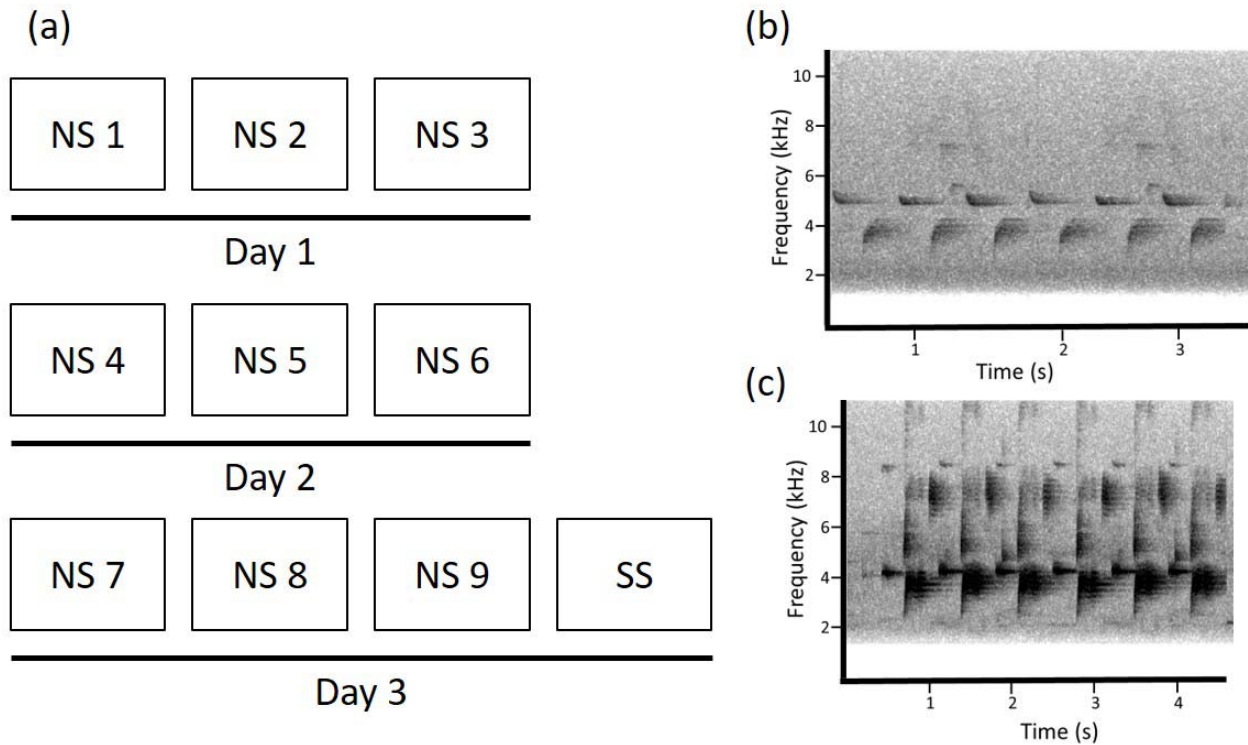 (a)
NS 1 NS 2 NS 3
Day 1
NS 4 NS 5 NS 6
Day 2
NS 7 NS 8 NS 9 SS
Day 3
(b)
Frequency (kHz)
10
8
6
4
2
1 2 3
Time (s)
(c)
Frequency (kHz)
10
8
6
4
2
1 2 3 4
Time (s)